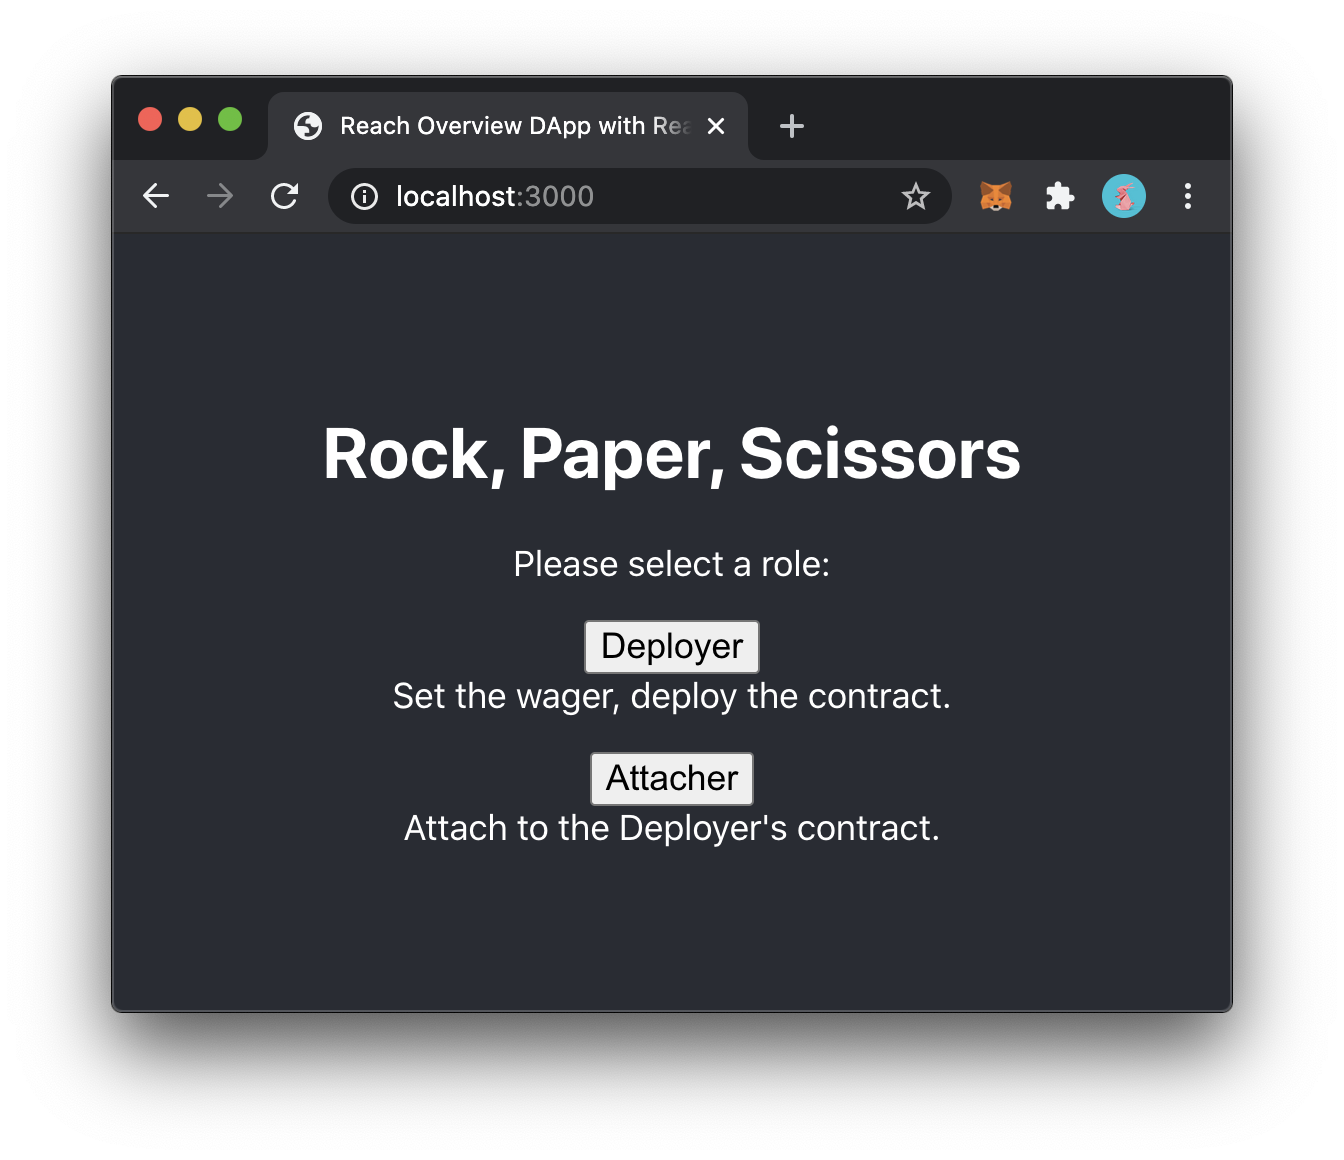 Reach Overview DApp with
localhost:3000
Rock, Paper, Scissors
Please select a role:
Deployer
Set the wager, deploy the contract.
Attacher
Attach to the Deployer's contract.